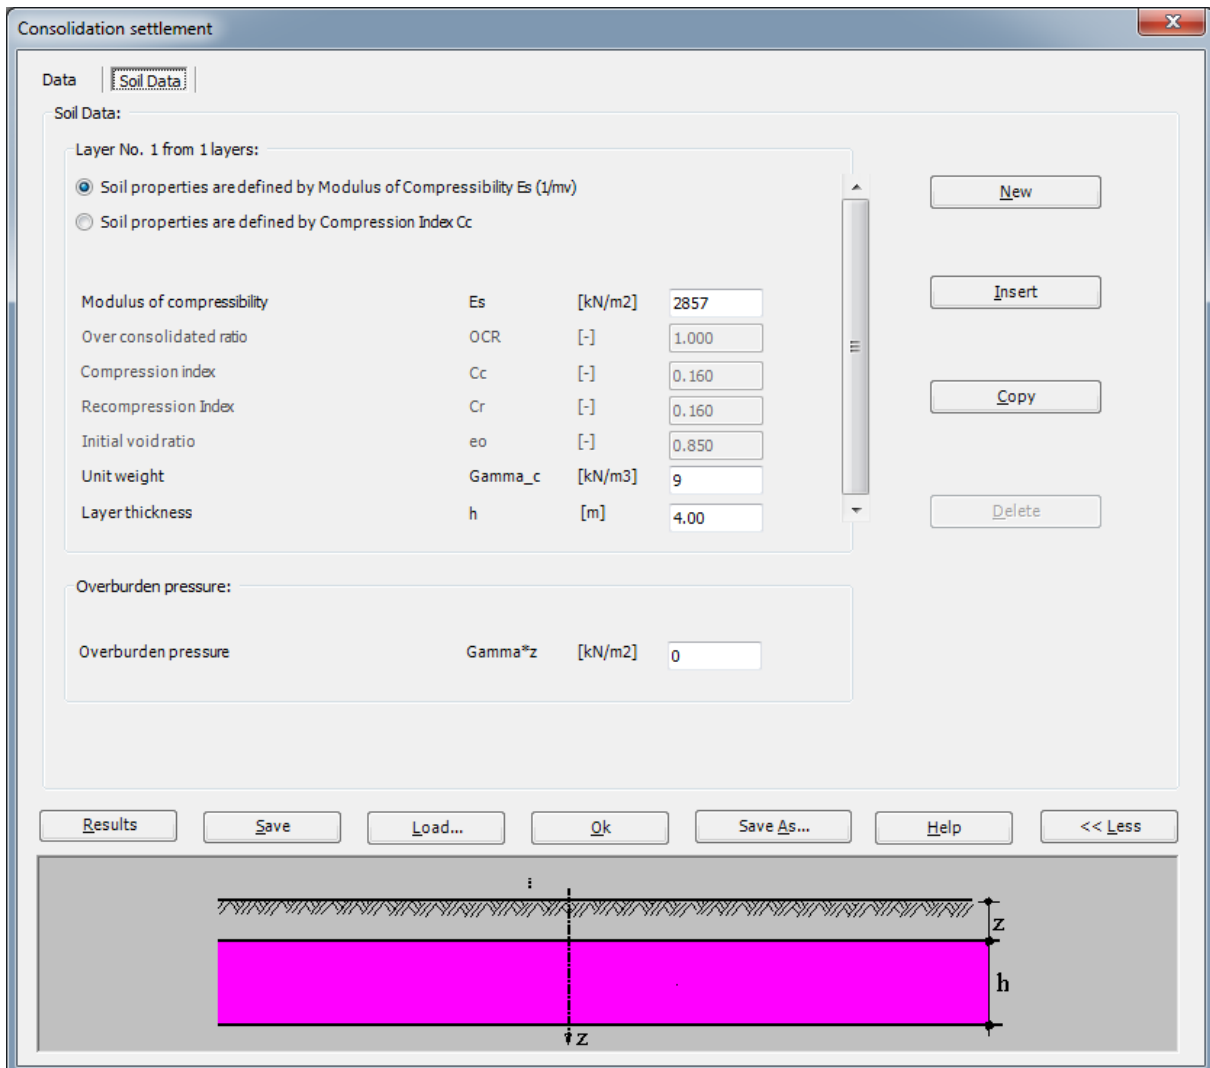 Consolidation settlement
x
Data Soil Data
Soil Data:
Layer No. 1 from 1 layers:
Soil properties are defined by Modulus of Compressibility Es (1/mv)
New
Soil properties are defined by Compression Index Cc
Insert
Modulus of compressibility Es [kN/m2] 2857
Over consolidated ratio OCR [-] 1.000
Compression index Cc [-] 0.160
Copy
Recompression Index Cr [-] 0.160
Initial void ratio eo [-] 0.850
Unit weight Gamma_c [kN/m3] 9
Layer thickness h [m] 4.00
Delete
Overburden pressure:
Overburden pressure Gamma*z [kN/m2] 0
Results Save Load... Ok Save As... Help << Less
i
z
h
z